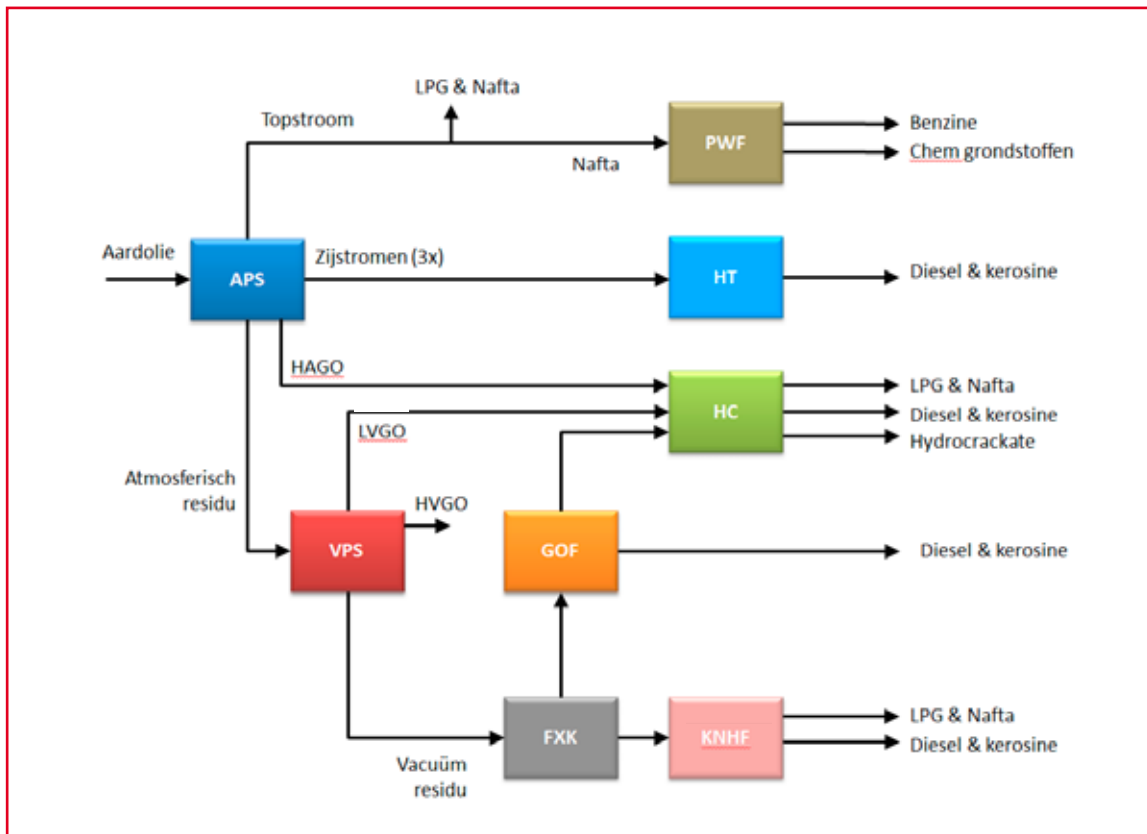 LPG & Nafta
Topstroom
Nafta
PWF
Benzine
Chem grondstoffen
Aardolie
APS
Zijstromen (3x)
HT
Diesel & kerosine
HAGO
HC
LPG & Nafta
Diesel & kerosine
Hydrocrackate
LVGO
Atmosferisch
residu
HVGO
VPS
GOF
Diesel & kerosine
FXK
KNHF
LPG & Nafta
Diesel & kerosine
Vacuüm
residu